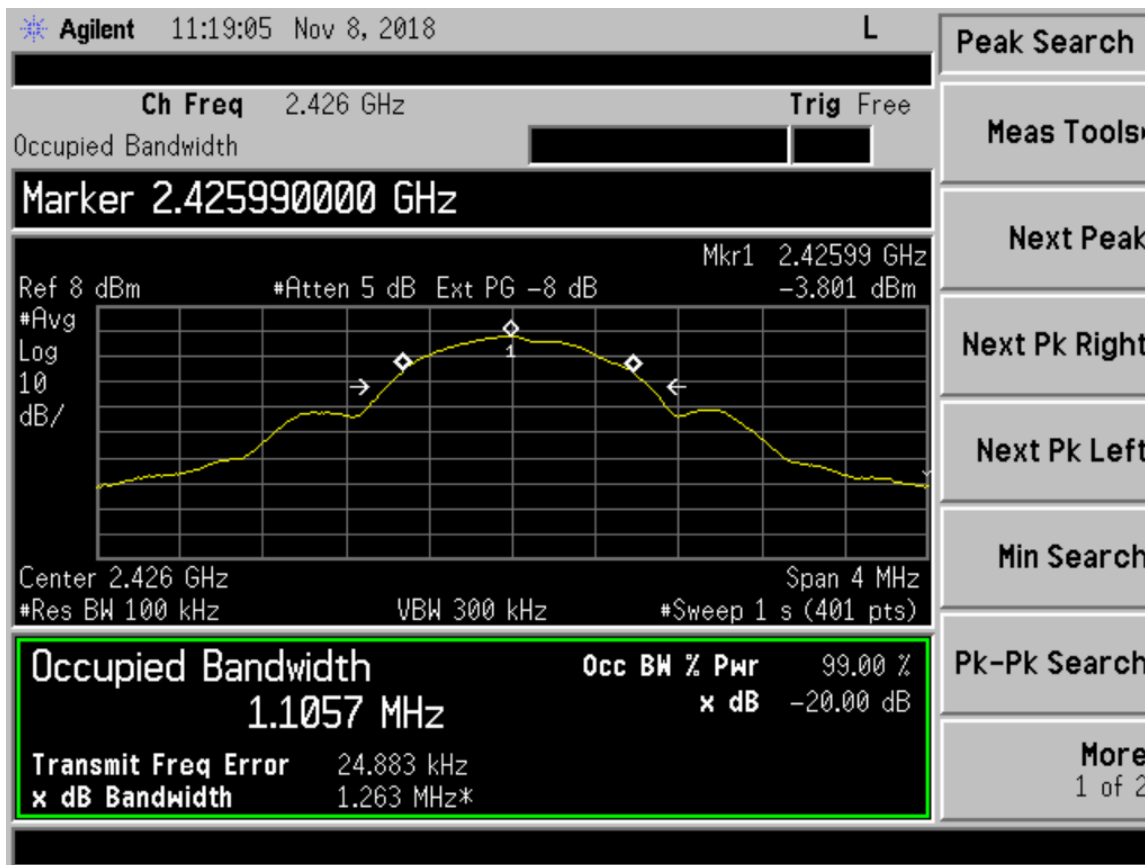 Agilent 11:19:05 Nov 8, 2018 L
Peak Search
Ch Freq 2.426 GHz Trig Free
Occupied Bandwidth
Meas Tools
Marker 2.425990000 GHz
Next Peak
Mkr1 2.42599 GHz
Ref 8 dBm #Atten 5 dB Ext PG -8 dB -3.801 dBm
#Avg
Log
10
dB/
1
Next Pk Right
Next Pk Left
Center 2.426 GHz Span 4 MHz
#Res BW 100 kHz VBW 300 kHz #Sweep 1 s (401 pts)
Min Search
Occupied Bandwidth Occ BW % Pwr 99.00 %
1.1057 MHz x dB -20.00 dB
Pk-Pk Search
Transmit Freq Error 24.883 kHz
x dB Bandwidth 1.263 MHz*
More
1 of 2